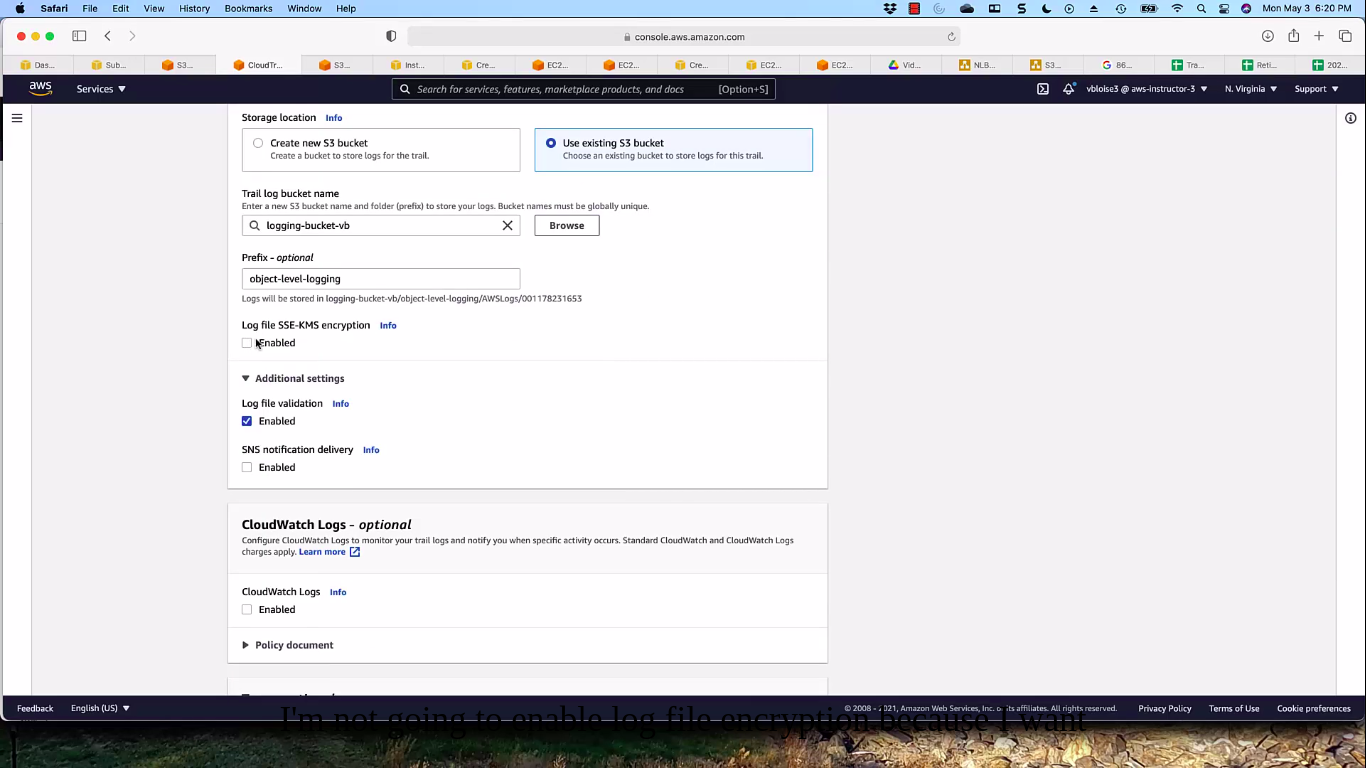 Safari File Edit View History Bookmarks Window Help Mon May 3 6:20 PM
console.aws.amazon.com
Das... Sub... S3... CloudTr... S3... Inst... Cre... EC2... EC2... Cre... EC2... EC2... Vid... NLB... S3... 86... Tra... Reti... 202...
aws Services Search for services, features, marketplace products, and docs [Option+S] vbloise3 @ aws-instructor-3 N. Virginia Support
Storage location Info
Create new S3 bucket
Create a bucket to store logs for the trail.
Use existing S3 bucket
Choose an existing bucket to store logs for this trail.
Trail log bucket name
Enter a new S3 bucket name and folder (prefix) to store your logs. Bucket names must be globally unique.
logging-bucket-vb Browse
Prefix - optional
object-level-logging
Logs will be stored in logging-bucket-vb/object-level-logging/AWSLogs/001178231653
Log file SSE-KMS encryption Info
Enabled
Additional settings
Log file validation Info
Enabled
SNS notification delivery Info
Enabled
CloudWatch Logs - optional
Configure CloudWatch Logs to monitor your trail logs and notify you when specific activity occurs. Standard CloudWatch and CloudWatch Logs
charges apply. Learn more
CloudWatch Logs Info
Enabled
Policy document
Feedback English (US) © 2008 - 2021, Amazon Web Services, Inc. or its affiliates. All rights reserved. Privacy Policy Terms of Use Cookie preferences
I'm not going to enable log file encryption because I want